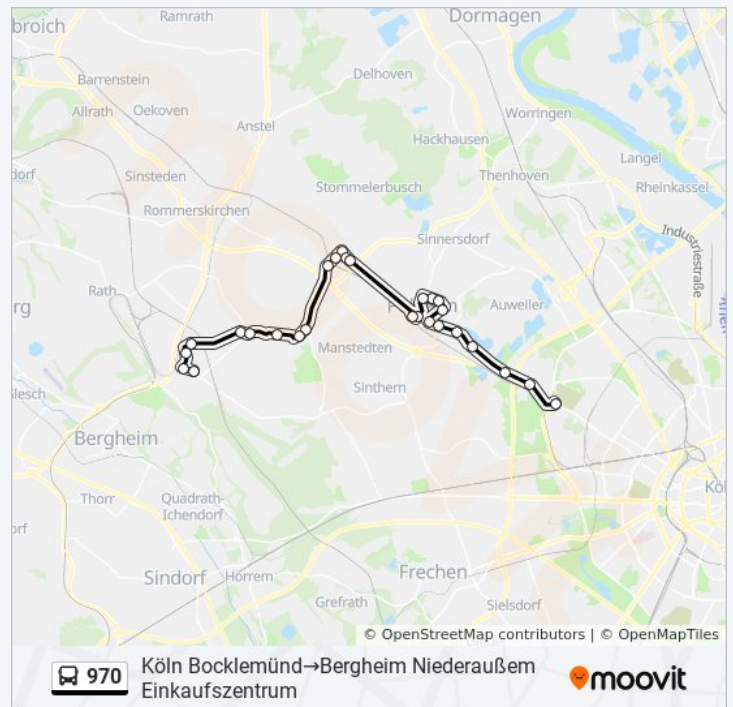 broich
Ramrath
Dormagen
Delhoven
Barrenstein
Allrath
Oekoven
Worringen
Anstel
Hackhausen
Langel
dorf
Sinsteden
Thenhoven
Rheinkassel
Stommelerbusch
Rommerskirchen
Sinnersdorf
Industriestraße
Rath
Auweiler
rg
Manstedten
Sinthern
lesch
Bergheim
Thorr
Quadrath-
Ichendorf
Köl
orf
Sindorf
Horrem
Frechen
Grefrath
Sielsdorf
© OpenStreetMap contributors | © OpenMapTiles
970
Köln Bocklemünd→Bergheim Niederaußem
Einkaufszentrum
moovit